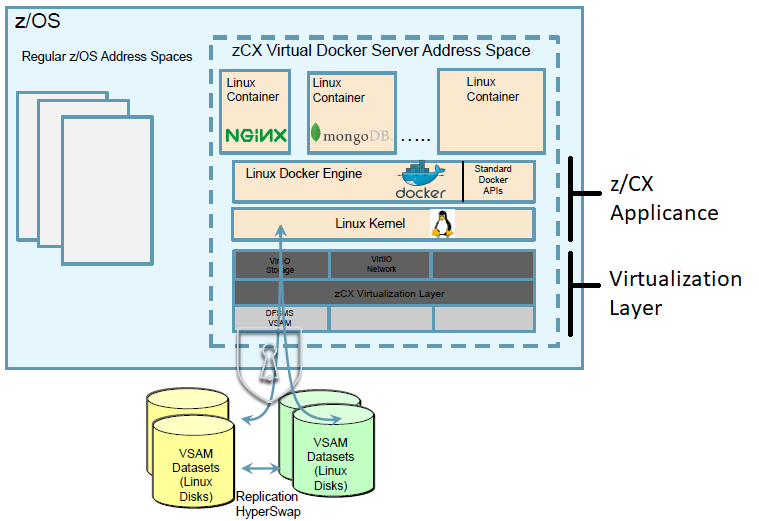 z/OS
Regular z/OS Address Spaces
zCX Virtual Docker Server Address Space
Linux
Container
NGiNX
Linux
Container
mongoDB.
.....
Linux
Container
Linux Docker Engine
docker
Standard
Docker
APIs
Linux Kernel
z/CX
Applicance
VirtIO
Storage
VirtIO
Network
zCX Virtualization Layer
DFSMS
VSAM
Virtualization
Layer
VSAM
Datasets
(Linux
Disks)
VSAM
Datasets
(Linux
Disks)
Replication
HyperSwap